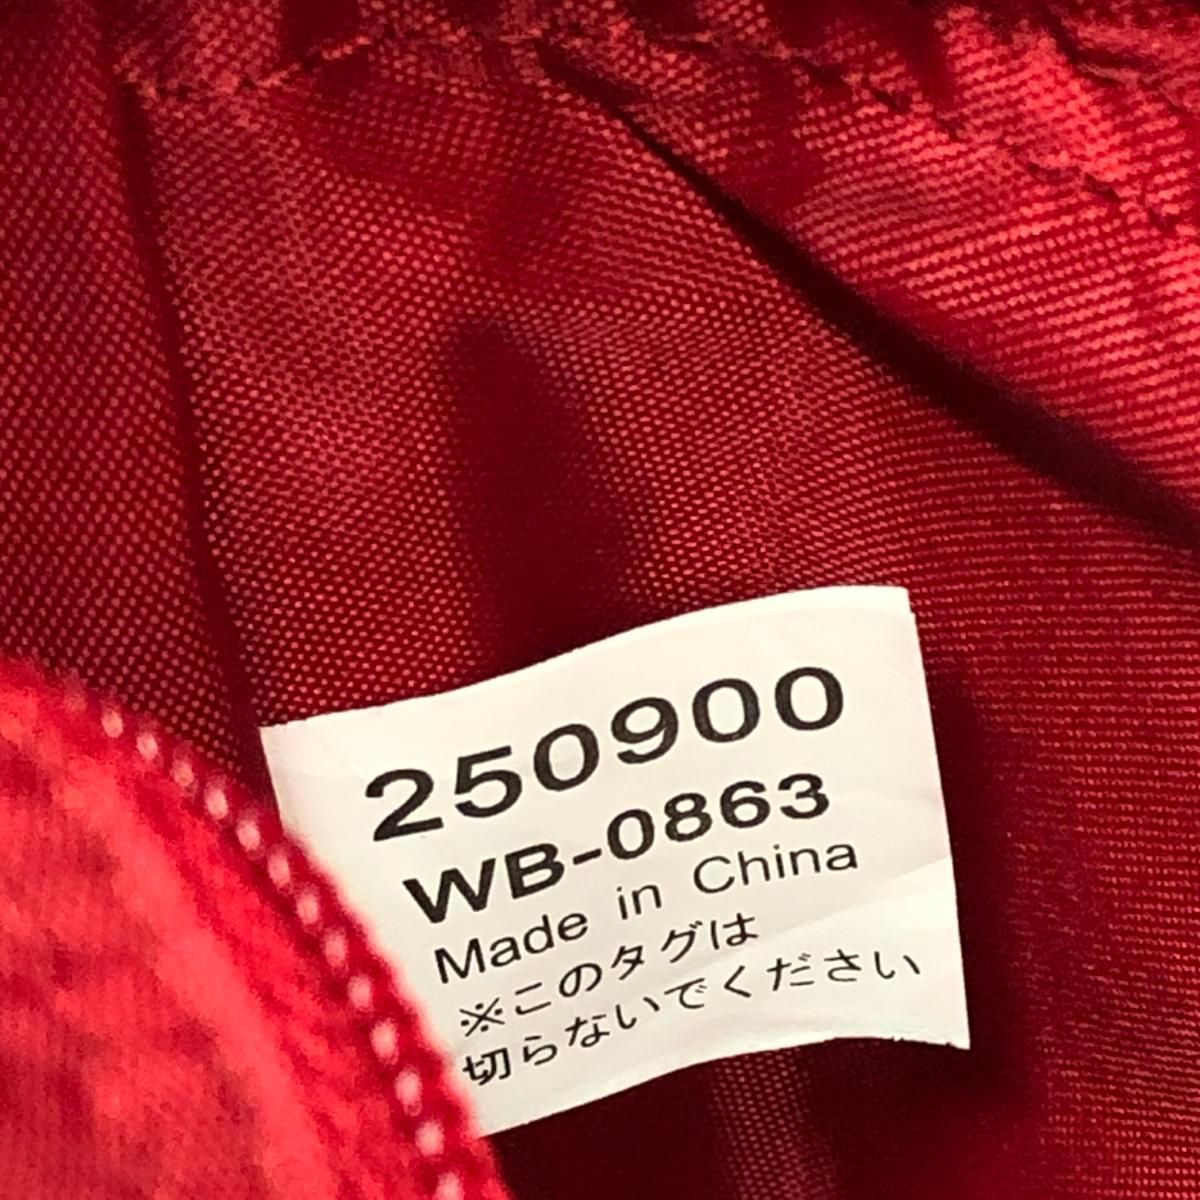 250900
WB-0863
Made in China
※このタグは
切らないでください